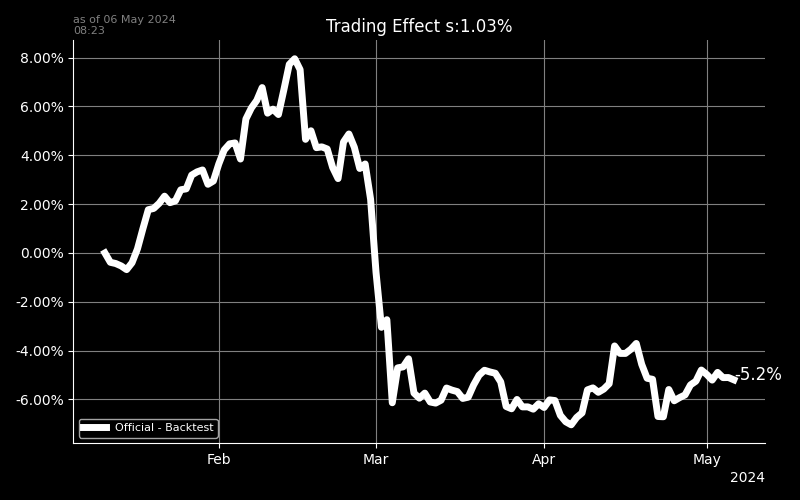 as of 06 May 2024
08:23
Trading Effect s:1.03%
8.00%
6.00%
4.00%
2.00%
0.00%
-2.00%
-4.00%
-6.00%
-5.2%
Official - Backtest
Feb
Mar
Apr
May
2024